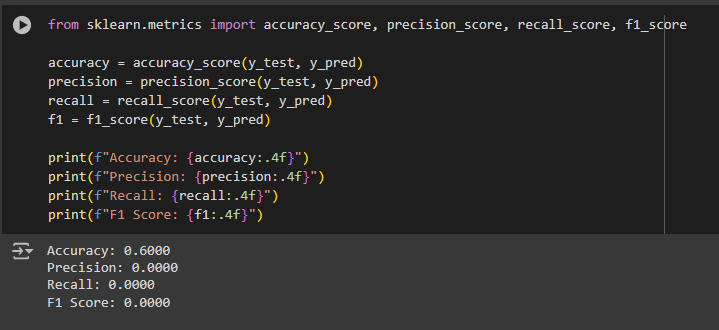 from sklearn.metrics import accuracy_score, precision_score, recall_score, f1_score
accuracy = accuracy_score(y_test, y_pred)
precision = precision_score(y_test, y_pred)
recall = recall_score(y_test, y_pred)
f1 = f1_score(y_test, y_pred)
print(f"Accuracy: {accuracy:.4f}")
print(f"Precision: {precision:.4f}")
print(f"Recall: {recall:.4f}")
print(f"F1 Score: {f1:.4f}")
Accuracy: 0.6000
Precision: 0.0000
Recall: 0.0000
F1 Score: 0.0000